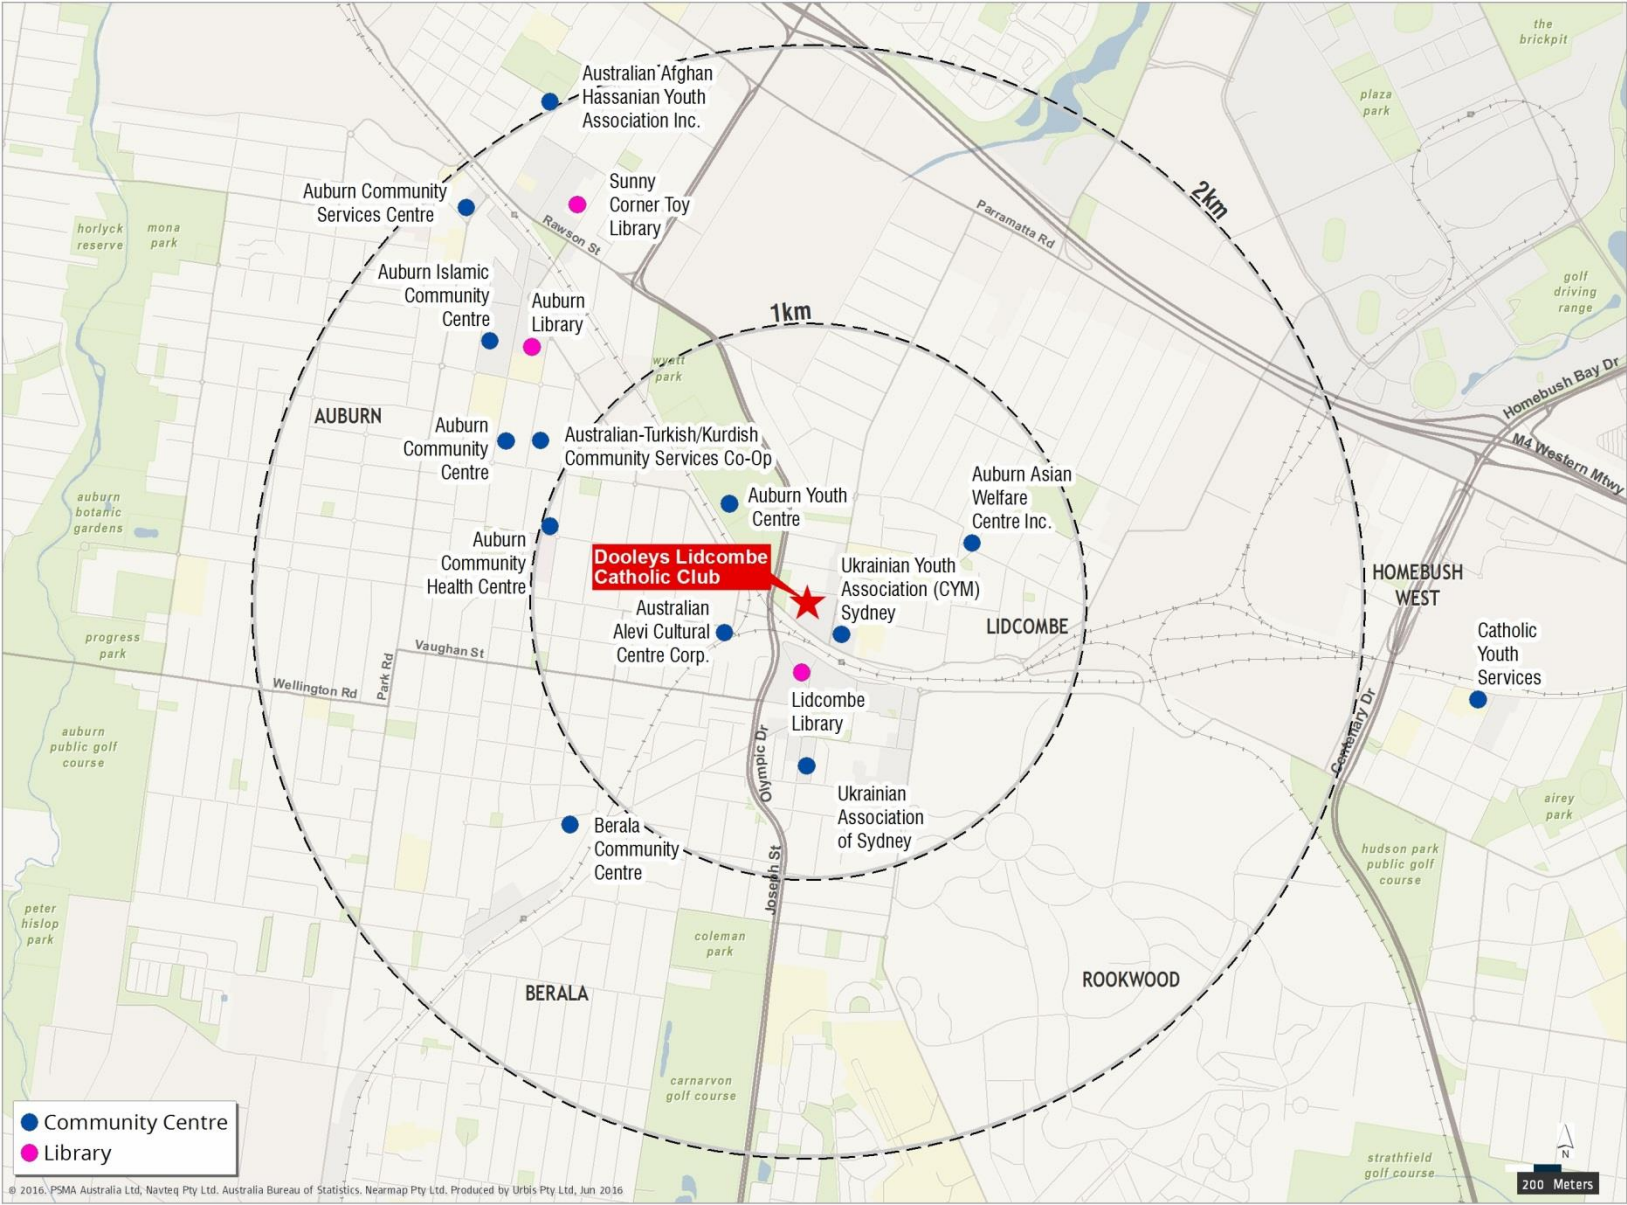 the
brickpit
Australian Afghan
Hassanian Youth
Association Inc.
plaza
park
Auburn Community
Services Centre
Sunny
Corner Toy
Library
2km
Parramatta Rd
Rawson St
horlyck
reserve
mona
park
Auburn Islamic
Community
Centre
Auburn
Library
golf
driving
range
1km
wyatt
park
Homebush Bay Dr
M4 Western Mtwy
AUBURN
Auburn
Community
Centre
Australian-Turkish/Kurdish
Community Services Co-Op
Auburn Youth
Centre
Auburn Asian
Welfare
Centre Inc.
auburn
botanic
gardens
Auburn
Community
Health Centre
Dooleys Lidcombe
Catholic Club
Ukrainian Youth
Association (CYM)
Sydney
HOMEBUSH
WEST
Australian
Alevi Cultural
Centre Corp.
LIDCOMBE
Catholic
Youth
Services
progress
park
Vaughan St
Wellington Rd
Park Rd
Lidcombe
Library
Centenary Dr
auburn
public golf
course
Olympic Dr
Ukrainian
Association
of Sydney
airey
park
Berala
Community
Centre
Joseph St
hudson park
public golf
course
peter
hislop
park
coleman
park
BERALA
ROOKWOOD
carnarvon
golf course
Community Centre
Library
strathfield
golf course
N
200 Meters
© 2016. PSMA Australia Ltd, Navteq Pty Ltd. Australia Bureau of Statistics. Nearmap Pty Ltd. Produced by Urbis Pty Ltd, Jun 2016